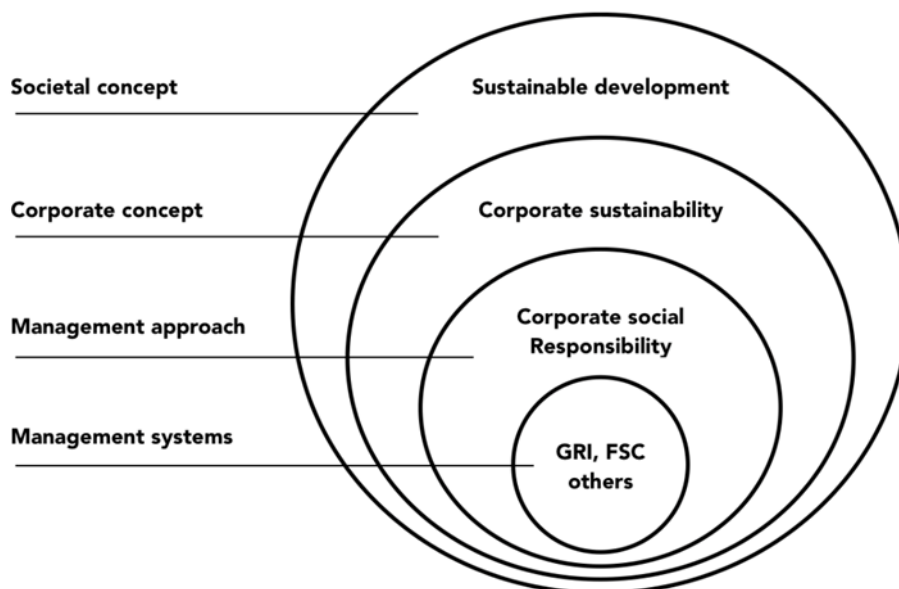 Societal concept
Sustainable development
Corporate concept
Corporate sustainability
Management approach
Corporate social
Responsibility
Management systems
GRI, FSC
others